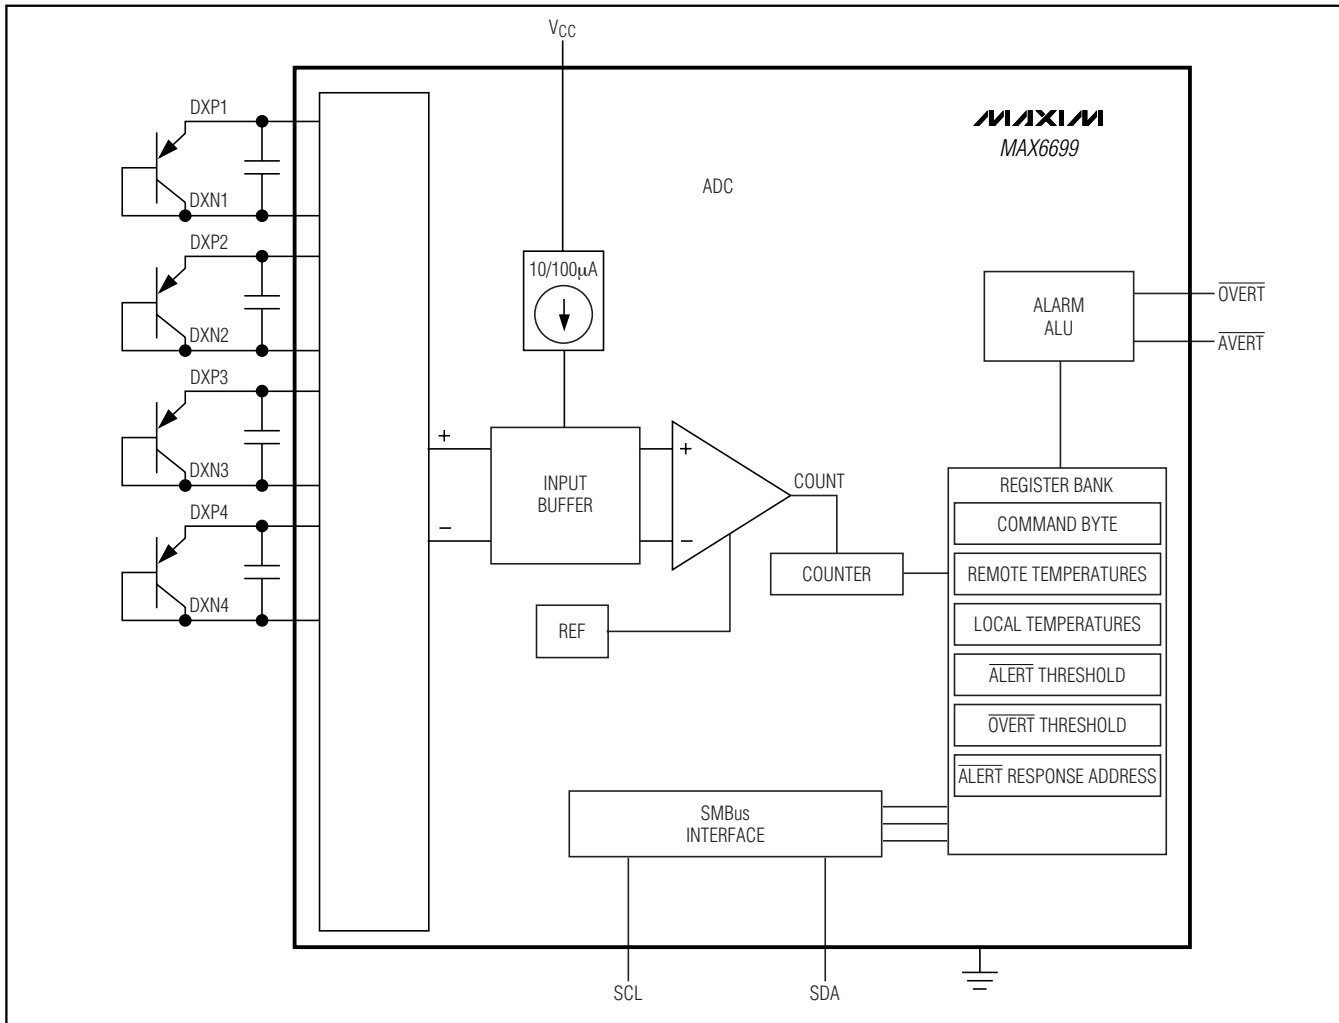 VCC
DXP1
DXN1
DXP2
DXN2
DXP3
DXN3
DXP4
DXN4
MAXIM
MAX6699
ADC
10/100µA
+
−
INPUT
BUFFER
+
−
COUNT
COUNTER
REF
ALARM
ALU
OVERT
AVERT
REGISTER BANK
COMMAND BYTE
REMOTE TEMPERATURES
LOCAL TEMPERATURES
ALERT THRESHOLD
OVERT THRESHOLD
ALERT RESPONSE ADDRESS
SMBus
INTERFACE
SCL
SDA